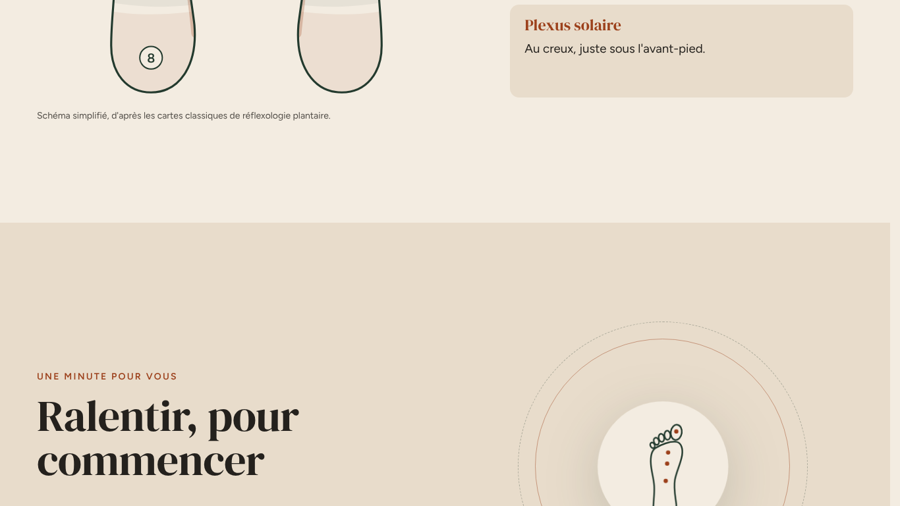 Plexus solaire
Au creux, juste sous l'avant-pied.
8
Schéma simplifié, d'après les cartes classiques de réflexologie plantaire.
UNE MINUTE POUR VOUS
Ralentir, pour
commencer